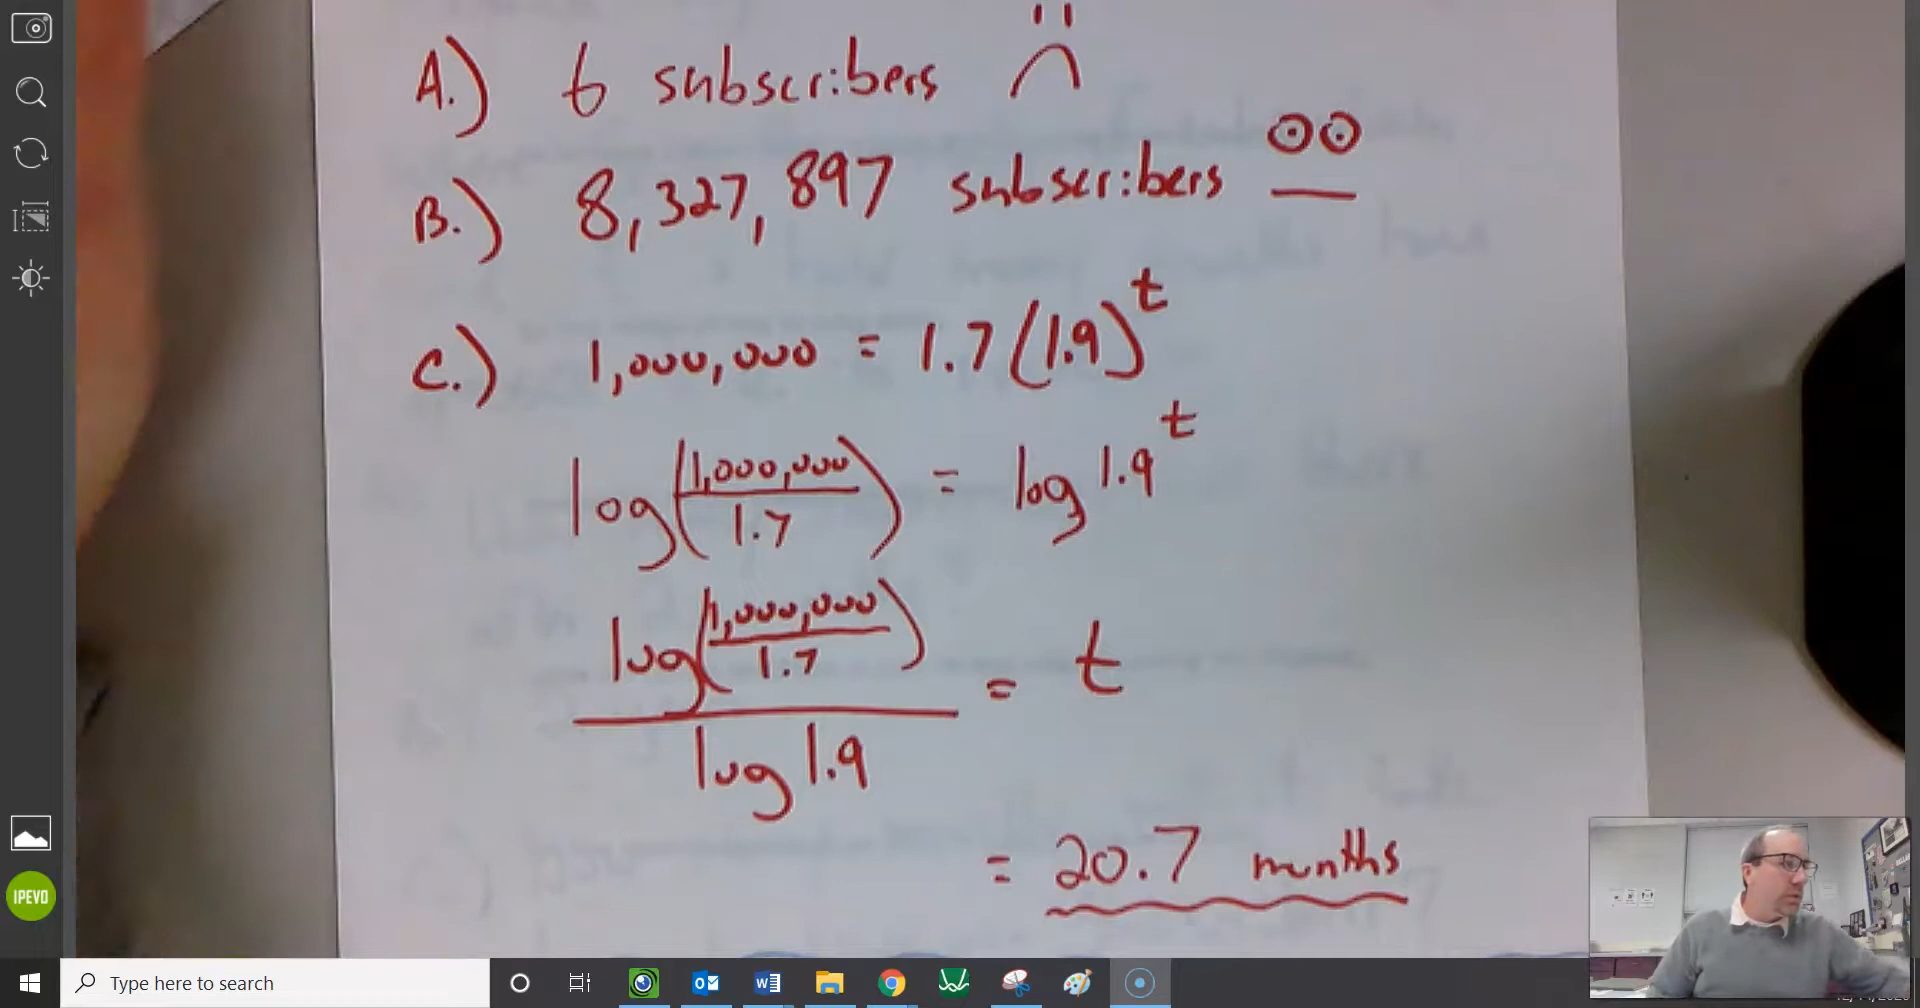 A.) 6 subscribers
B.) 8,327,897 subscribers
C.) 1,000,000 = 1.7(1.9)^t
log(1,000,000/1.7) = log 1.9^t
log(1,000,000/1.7)/log 1.9 = t
= 20.7 months
IPEVO
Type here to search